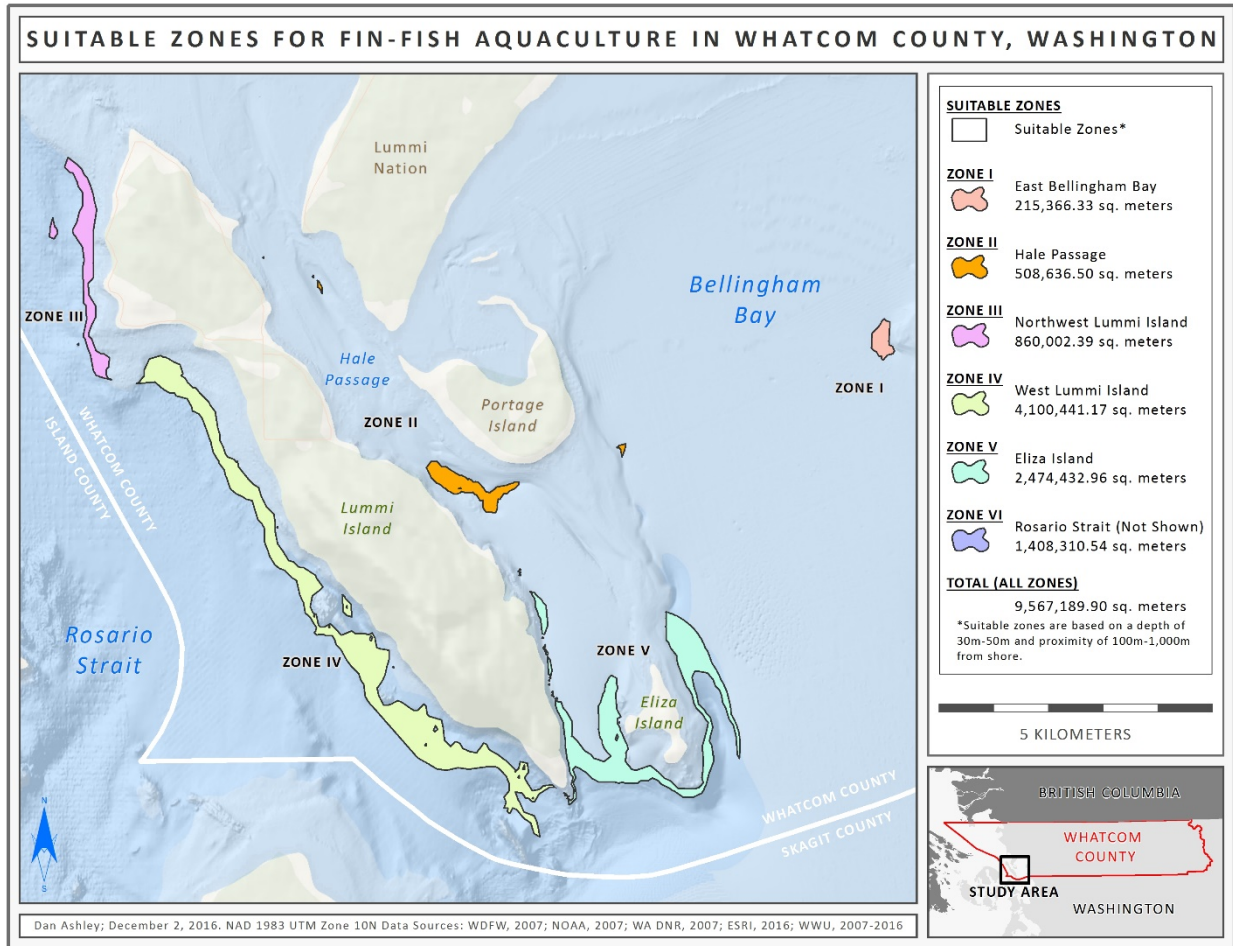 SUITABLE ZONES FOR FIN-FISH AQUACULTURE IN WHATCOM COUNTY, WASHINGTON
Lummi
Nation
Bellingham
Bay
ZONE III
Hale
Passage
ZONE I
ZONE II
Portage
Island
WHATCOM COUNTY
ISLAND COUNTY
Lummi
Island
Rosario
Strait
ZONE IV
ZONE V
Eliza
Island
WHATCOM COUNTY
SKAGIT COUNTY
N
S
SUITABLE ZONES
Suitable Zones*
ZONE I
East Bellingham Bay
215,366.33 sq. meters
ZONE II
Hale Passage
508,636.50 sq. meters
ZONE III
Northwest Lummi Island
860,002.39 sq. meters
ZONE IV
West Lummi Island
4,100,441.17 sq. meters
ZONE V
Eliza Island
2,474,432.96 sq. meters
ZONE VI
Rosario Strait (Not Shown)
1,408,310.54 sq. meters
TOTAL (ALL ZONES)
9,567,189.90 sq. meters
*Suitable zones are based on a depth of
30m-50m and proximity of 100m-1,000m
from shore.
5 KILOMETERS
BRITISH COLUMBIA
WHATCOM
COUNTY
STUDY AREA
WASHINGTON
Dan Ashley; December 2, 2016. NAD 1983 UTM Zone 10N Data Sources: WDFW, 2007; NOAA, 2007; WA DNR, 2007; ESRI, 2016; WWU, 2007-2016